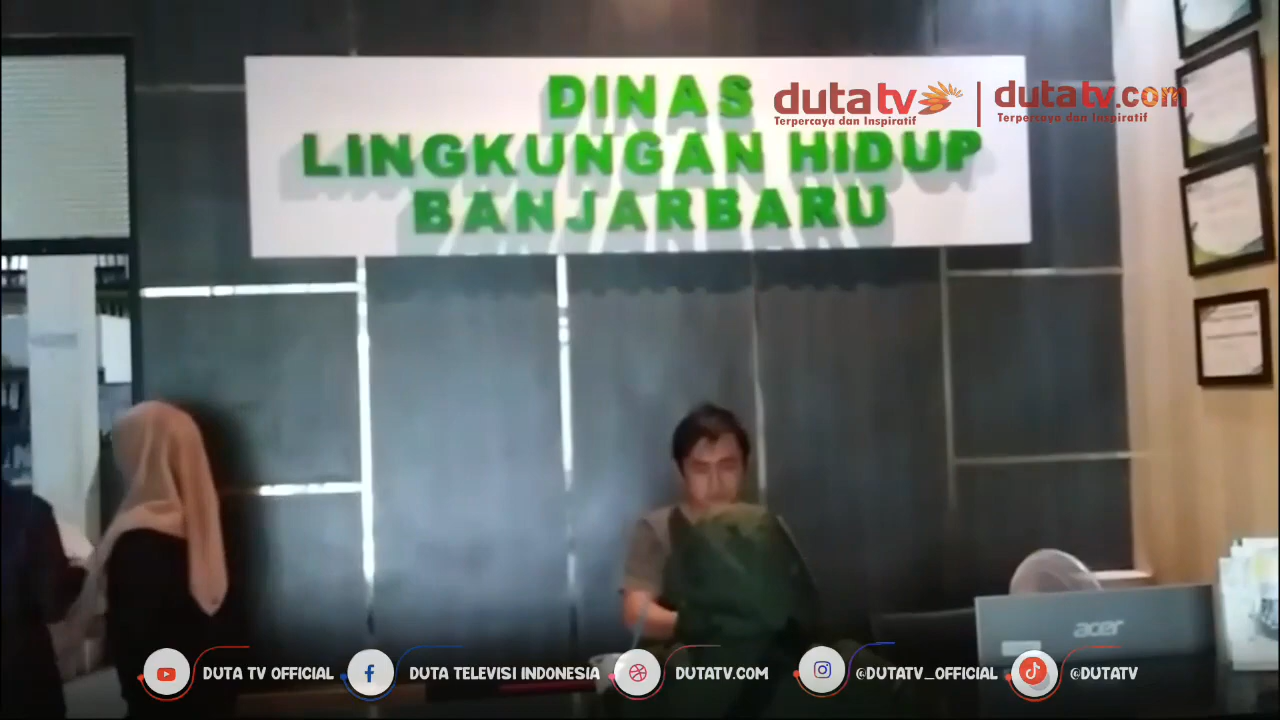 DINAS
LINGKUNGAN HIDUP
BANJARBARU
dutatv
Terpercaya dan Inspiratif
dutatv.com
Terpercaya dan Inspiratif
acer
DUTA TV OFFICIAL
DUTA TELEVISI INDONESIA
DUTATV.COM
@DUTATV_OFFICIAL
@DUTATV